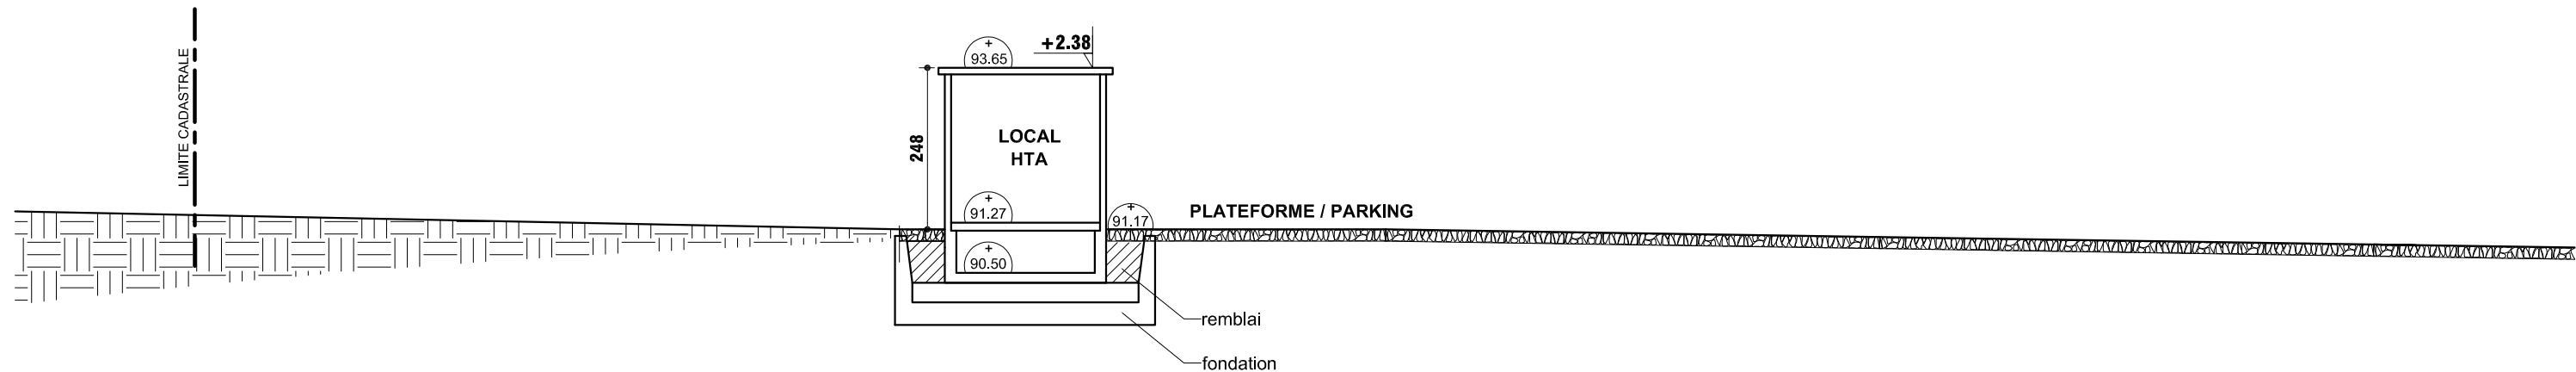 LIMITE CADASTRALE
+
93.65
+2.38
248
LOCAL
HTA
+
91.27
+
91.17
PLATEFORME / PARKING
+
90.50
remblai
fondation